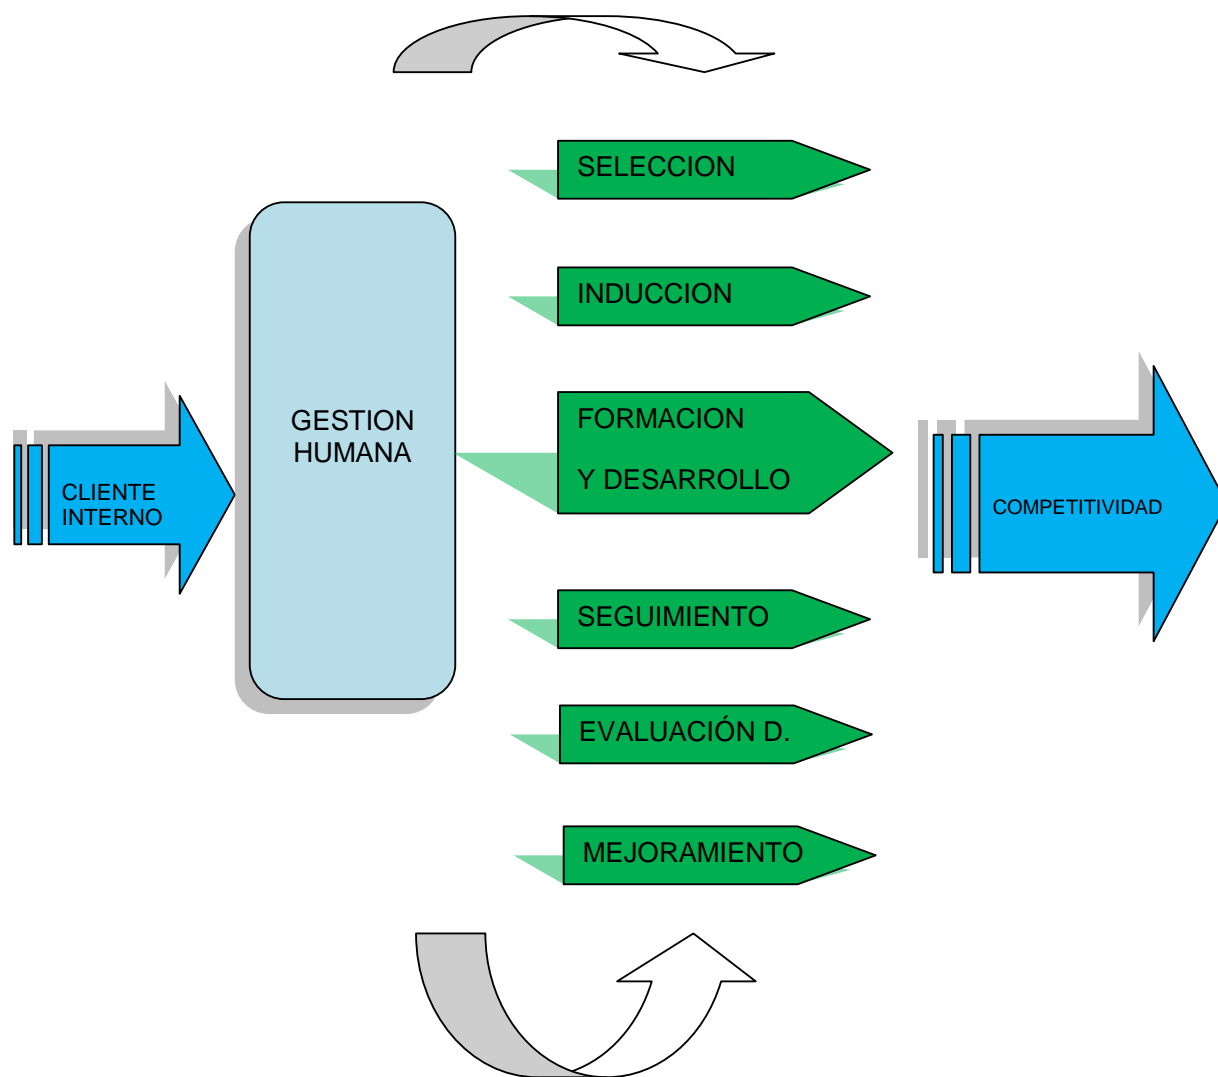 SELECCION
INDUCCION
GESTION
HUMANA
FORMACION
Y DESARROLLO
CLIENTE
INTERNO
COMPETITIVIDAD
SEGUIMIENTO
EVALUACIÓN D.
MEJORAMIENTO